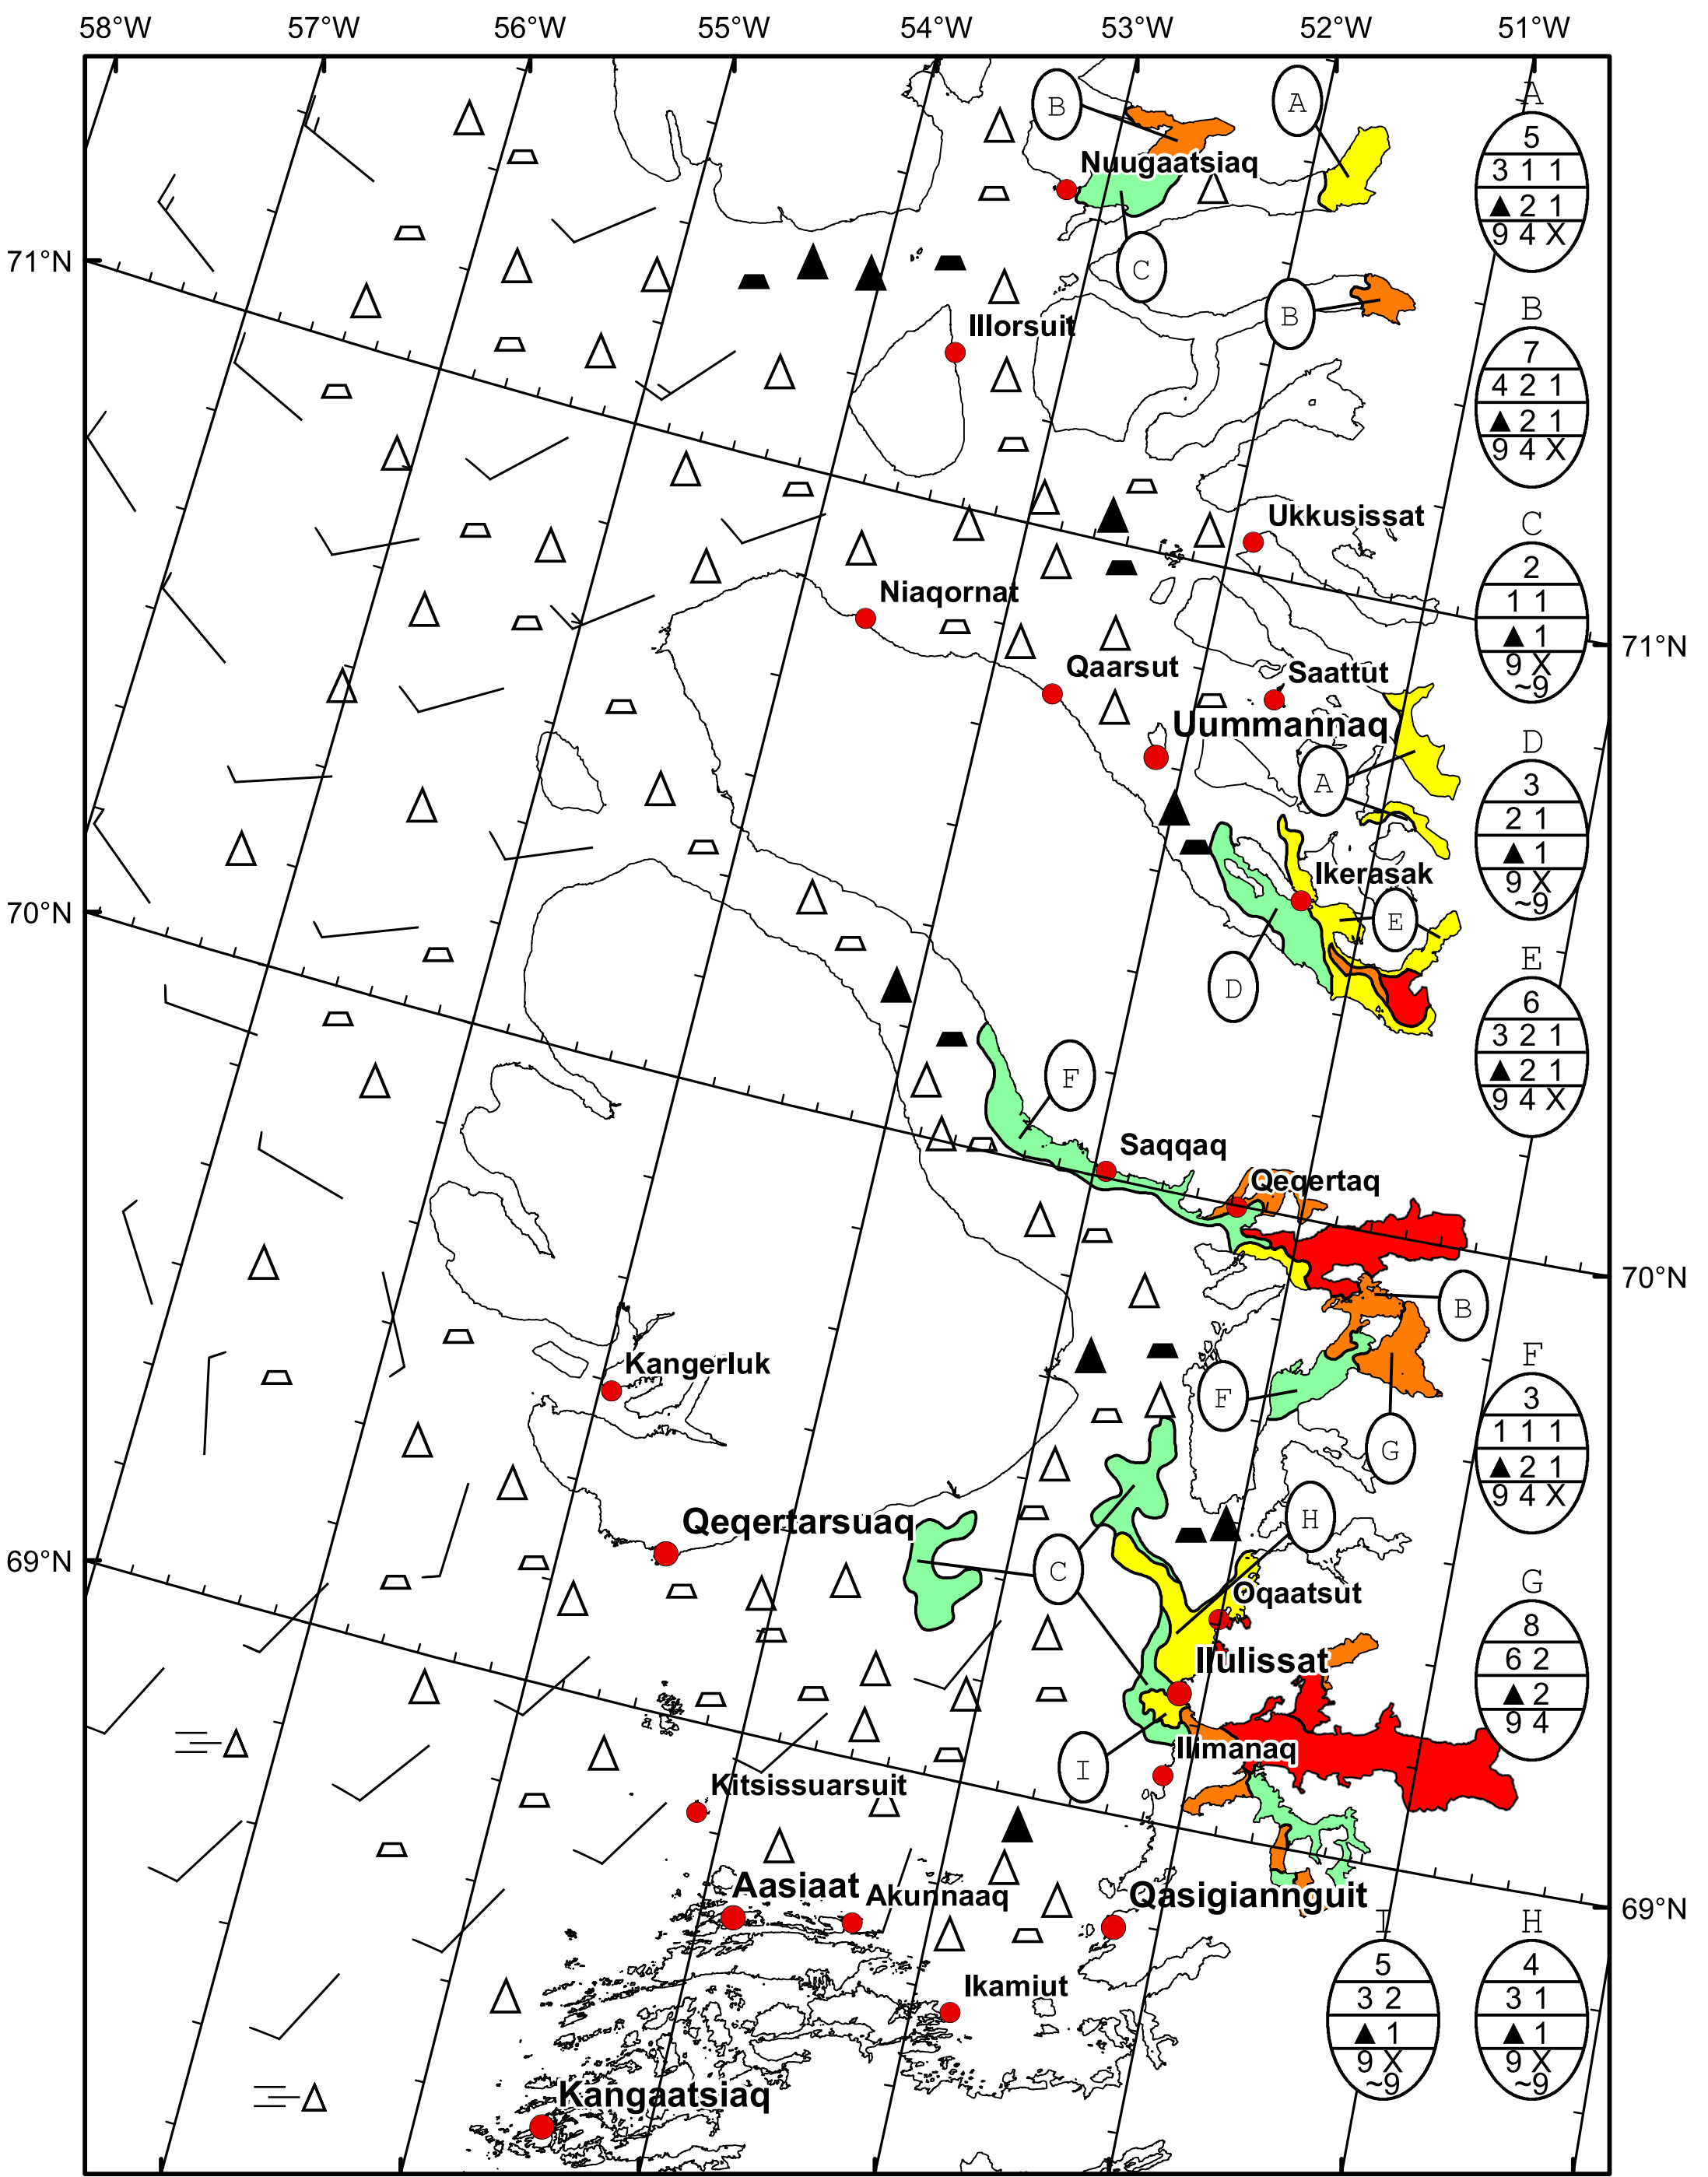 58°W 57°W 56°W 55°W 54°W 53°W 52°W 51°W
B
A
A
5
3 1 1
▲ 2 1
9 4 X
Nuugaatsiaq
71°N
C
B
B
7
4 2 1
▲ 2 1
9 4 X
Illorsuit
Ukkusissat
C
2
1 1
▲ 1
9 X
~9
Niaqornat
71°N
Qaarsut
Saattut
Uummannaq
A
D
3
2 1
▲ 1
9 X
~9
Ikerasak
70°N
E
D
E
6
3 2 1
▲ 2 1
9 4 X
F
Saqqaq
Qeqertaq
70°N
B
Kangerluk
F
G
F
3
1 1 1
▲ 2 1
9 4 X
Qeqertarsuaq
H
69°N
C
Oqaatsut
G
8
6 2
▲ 2
9 4
Ilulissat
Ilimanaq
I
Kitsissuarsuit
Aasiaat
Akunnaaq
Qasigiannguit
69°N
I
5
3 2
▲ 1
9 X
~9
H
4
3 1
▲ 1
9 X
~9
Ikamiut
Kangaatsiaq